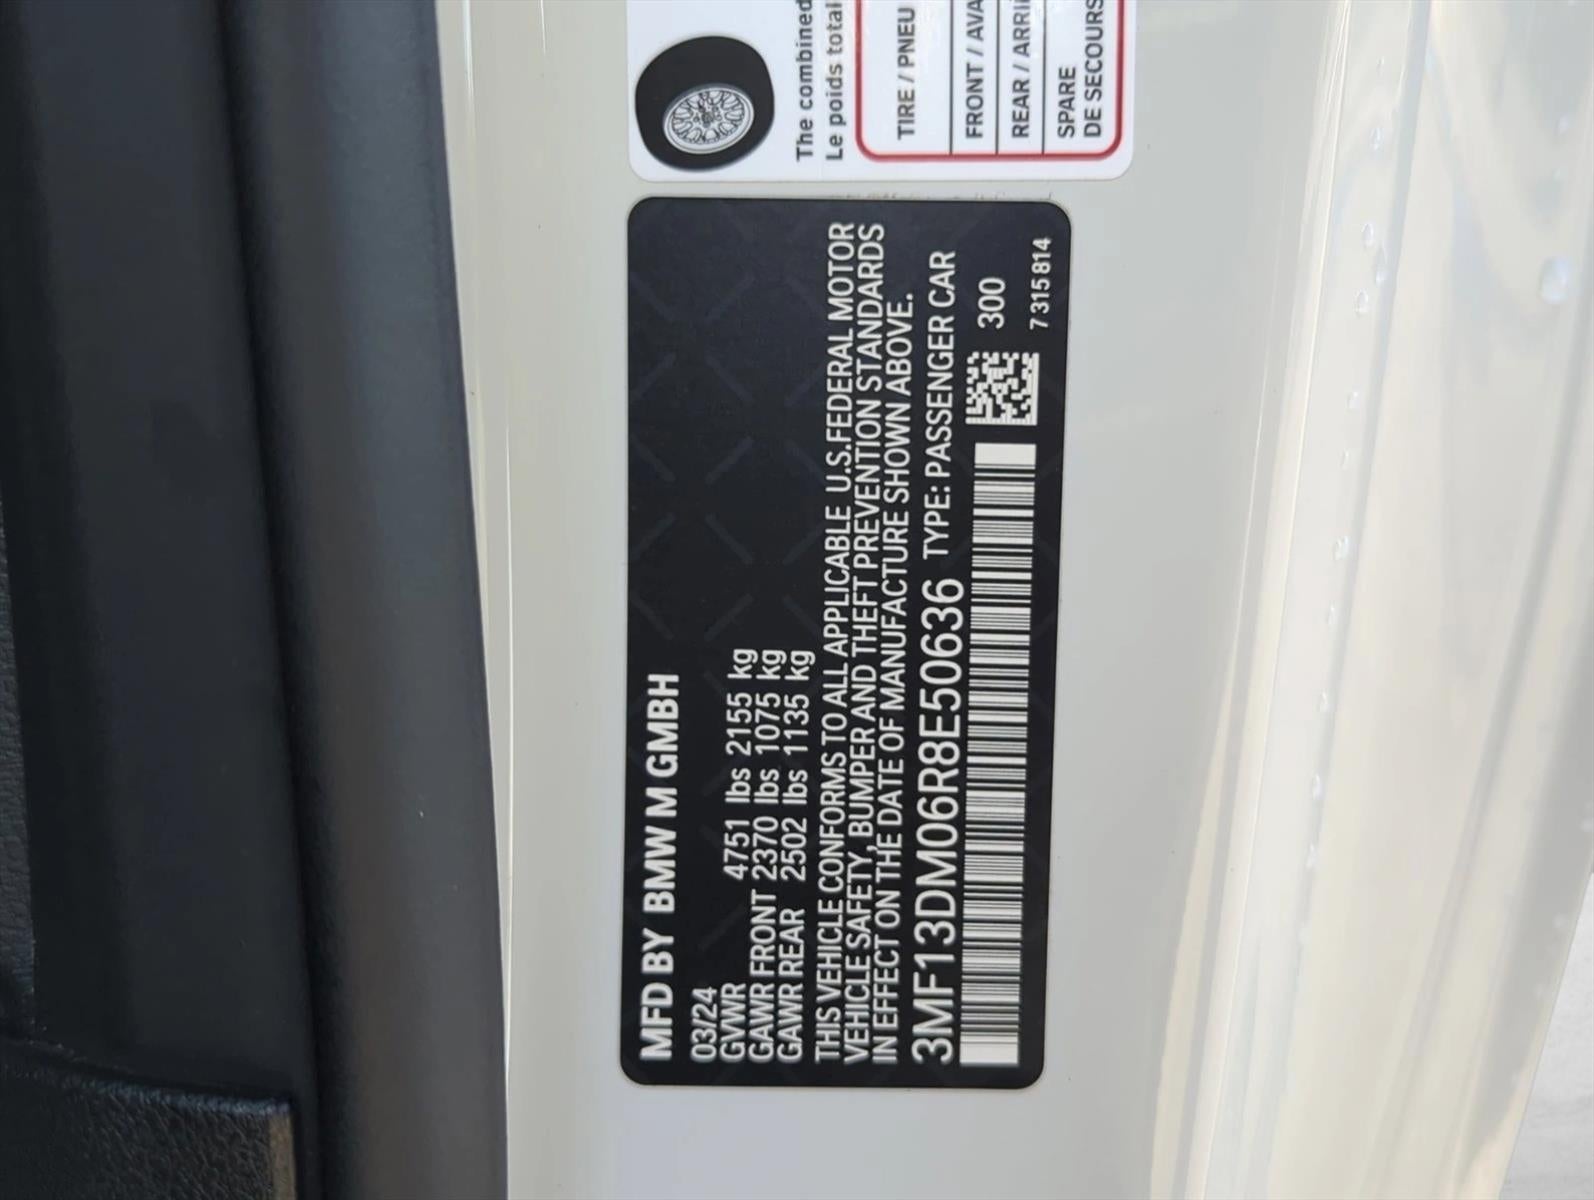 The combined
Le poids total
TIRE / PNEU
FRONT / AVA
REAR / ARRI
SPARE
DE SECOURS
MFD BY BMW M GMBH
03/24
GVWR 4751 lbs 2155 kg
GAWR FRONT 2370 lbs 1075 kg
GAWR REAR 2502 lbs 1135 kg
THIS VEHICLE CONFORMS TO ALL APPLICABLE U.S.FEDERAL MOTOR
VEHICLE SAFETY, BUMPER AND THEFT PREVENTION STANDARDS
IN EFFECT ON THE DATE OF MANUFACTURE SHOWN ABOVE.
3MF13DM06R8E50636 TYPE: PASSENGER CAR
300
7 315 814